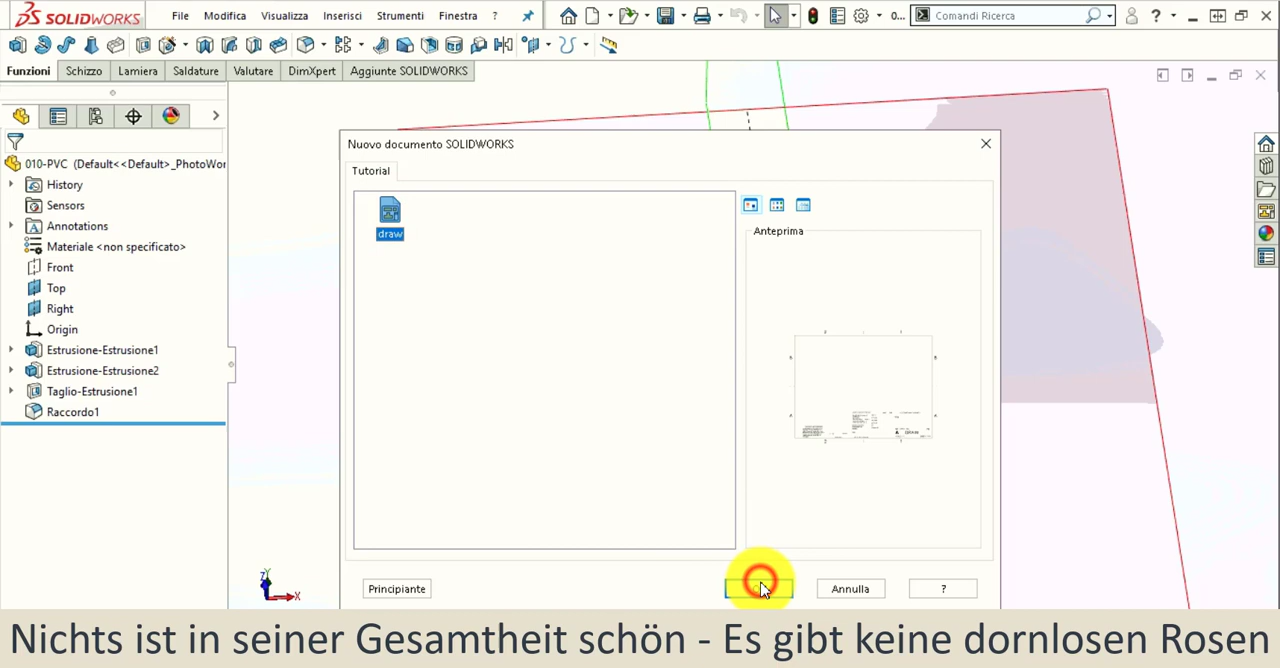 SOLIDWORKS File Modifica Visualizza Inserisci Strumenti Finestra ? 0... Comandi Ricerca ?
Funzioni Schizzo Lamiera Saldature Valutare DimXpert Aggiunte SOLIDWORKS
010-PVC (Default<<Default>_PhotoWor
History
Sensors
Annotations
Materiale <non specificato>
Front
Top
Right
Origin
Estrusione-Estrusione1
Estrusione-Estrusione2
Taglio-Estrusione1
Raccordo1
Nuovo documento SOLIDWORKS
Tutorial
draw
Anteprima
Principiante
Annulla
?
Z Y X
Nichts ist in seiner Gesamtheit schön - Es gibt keine dornlosen Rosen